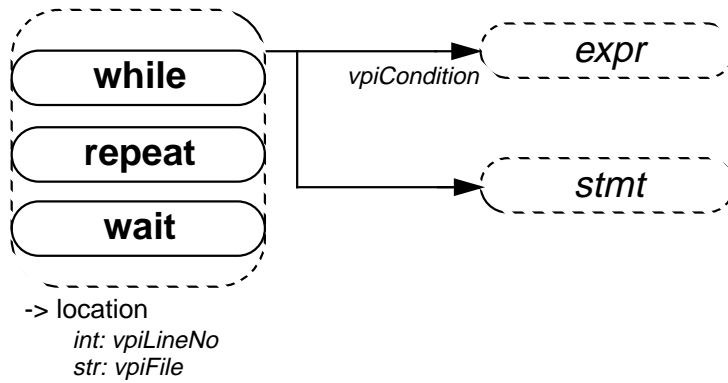 while
repeat
wait
vpiCondition
expr
stmt
-> location
int: vpiLineNo
str: vpiFile